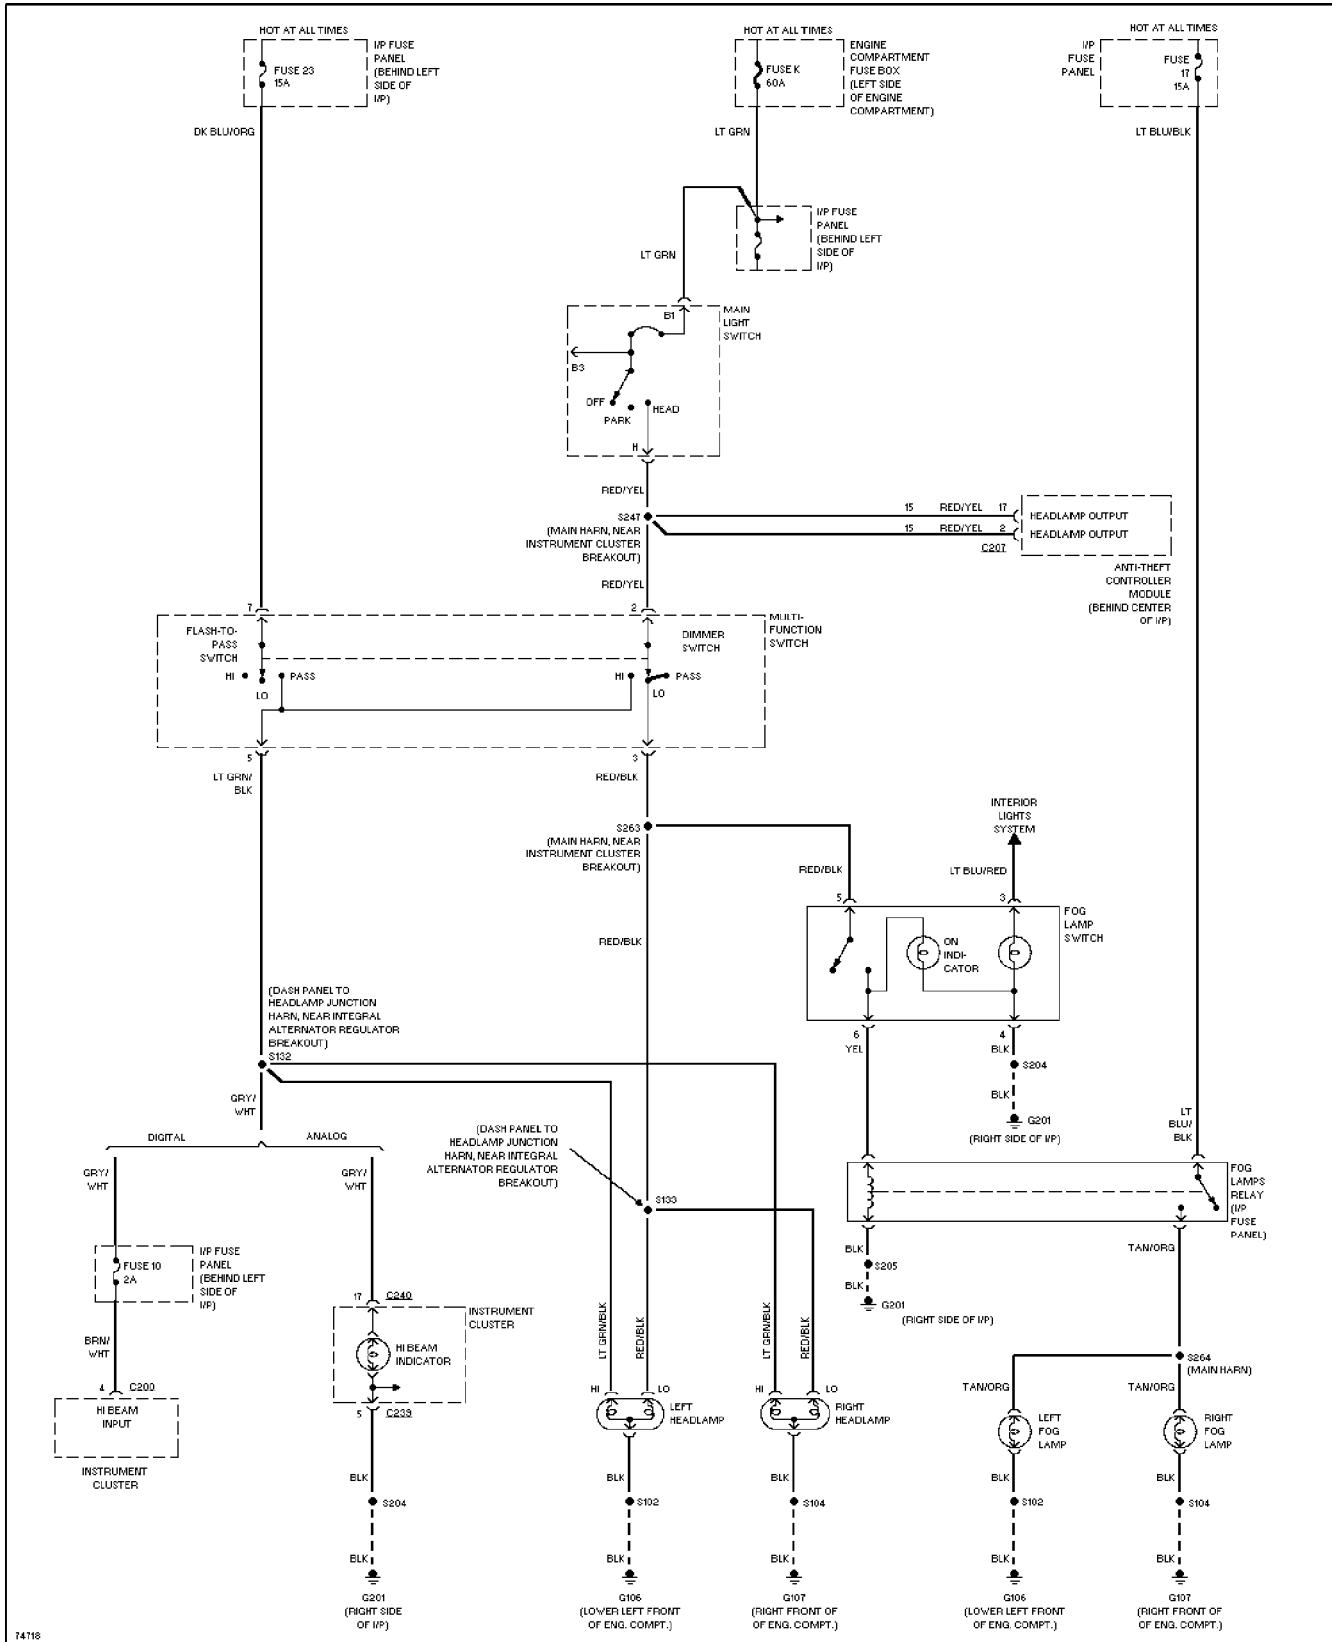 HOT AT ALL TIMES
FUSE 23
15A
I/P FUSE
PANEL
(BEHIND LEFT
SIDE OF
I/P)
DK BLU/ORG
HOT AT ALL TIMES
FUSE K
60A
ENGINE
COMPARTMENT
FUSE BOX
(LEFT SIDE
OF ENGINE
COMPARTMENT)
LT GRN
HOT AT ALL TIMES
I/P
FUSE
PANEL
FUSE
17
15A
LT BLU/BLK
I/P FUSE
PANEL
(BEHIND LEFT
SIDE OF
I/P)
LT GRN
B1
MAIN
LIGHT
SWITCH
B3
OFF
PARK
HEAD
H
RED/YEL
S247
(MAIN HARN, NEAR
INSTRUMENT CLUSTER
BREAKOUT)
RED/YEL
15 RED/YEL 17
HEADLAMP OUTPUT
15 RED/YEL 2
HEADLAMP OUTPUT
C207
ANTI-THEFT
CONTROLLER
MODULE
(BEHIND CENTER
OF I/P)
7
2
FLASH-TO-
PASS
SWITCH
DIMMER
SWITCH
MULTI-
FUNCTION
SWITCH
HI
LO
PASS
HI
LO
PASS
5
3
LT GRN/
BLK
RED/BLK
S263
(MAIN HARN, NEAR
INSTRUMENT CLUSTER
BREAKOUT)
RED/BLK
INTERIOR
LIGHTS
SYSTEM
RED/BLK
LT BLU/RED
5
3
FOG
LAMP
SWITCH
ON
INDI-
CATOR
6
4
YEL
BLK
S204
BLK
G201
(RIGHT SIDE OF I/P)
(DASH PANEL TO
HEADLAMP JUNCTION
HARN, NEAR INTEGRAL
ALTERNATOR REGULATOR
BREAKOUT)
S132
GRY/
WHT
DIGITAL
ANALOG
GRY/
WHT
GRY/
WHT
(DASH PANEL TO
HEADLAMP JUNCTION
HARN, NEAR INTEGRAL
ALTERNATOR REGULATOR
BREAKOUT)
S133
LT
BLU/
BLK
FOG
LAMPS
RELAY
(I/P
FUSE
PANEL)
BLK
S205
BLK
G201
(RIGHT SIDE OF I/P)
TAN/ORG
FUSE 10
2A
I/P FUSE
PANEL
(BEHIND LEFT
SIDE OF
I/P)
BRN/
WHT
4 C200
HI BEAM
INPUT
INSTRUMENT
CLUSTER
17 C240
INSTRUMENT
CLUSTER
HI BEAM
INDICATOR
5 C239
BLK
S204
BLK
G201
(RIGHT SIDE
OF I/P)
LT GRN/BLK
RED/BLK
HI
LO
LEFT
HEADLAMP
BLK
S102
BLK
G106
(LOWER LEFT FRONT
OF ENG. COMPT.)
LT GRN/BLK
RED/BLK
HI
LO
RIGHT
HEADLAMP
BLK
S104
BLK
G107
(RIGHT FRONT OF
OF ENG. COMPT.)
S264
(MAIN HARN)
TAN/ORG
TAN/ORG
LEFT
FOG
LAMP
BLK
S102
BLK
G106
(LOWER LEFT FRONT
OF ENG. COMPT.)
RIGHT
FOG
LAMP
BLK
S104
BLK
G107
(RIGHT FRONT OF
OF ENG. COMPT.)
74718